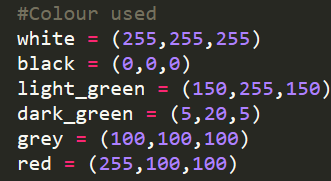 #Colour used
white = (255,255,255)
black = (0,0,0)
light_green = (150,255,150)
dark_green = (5,20,5)
grey = (100,100,100)
red = (255,100,100)